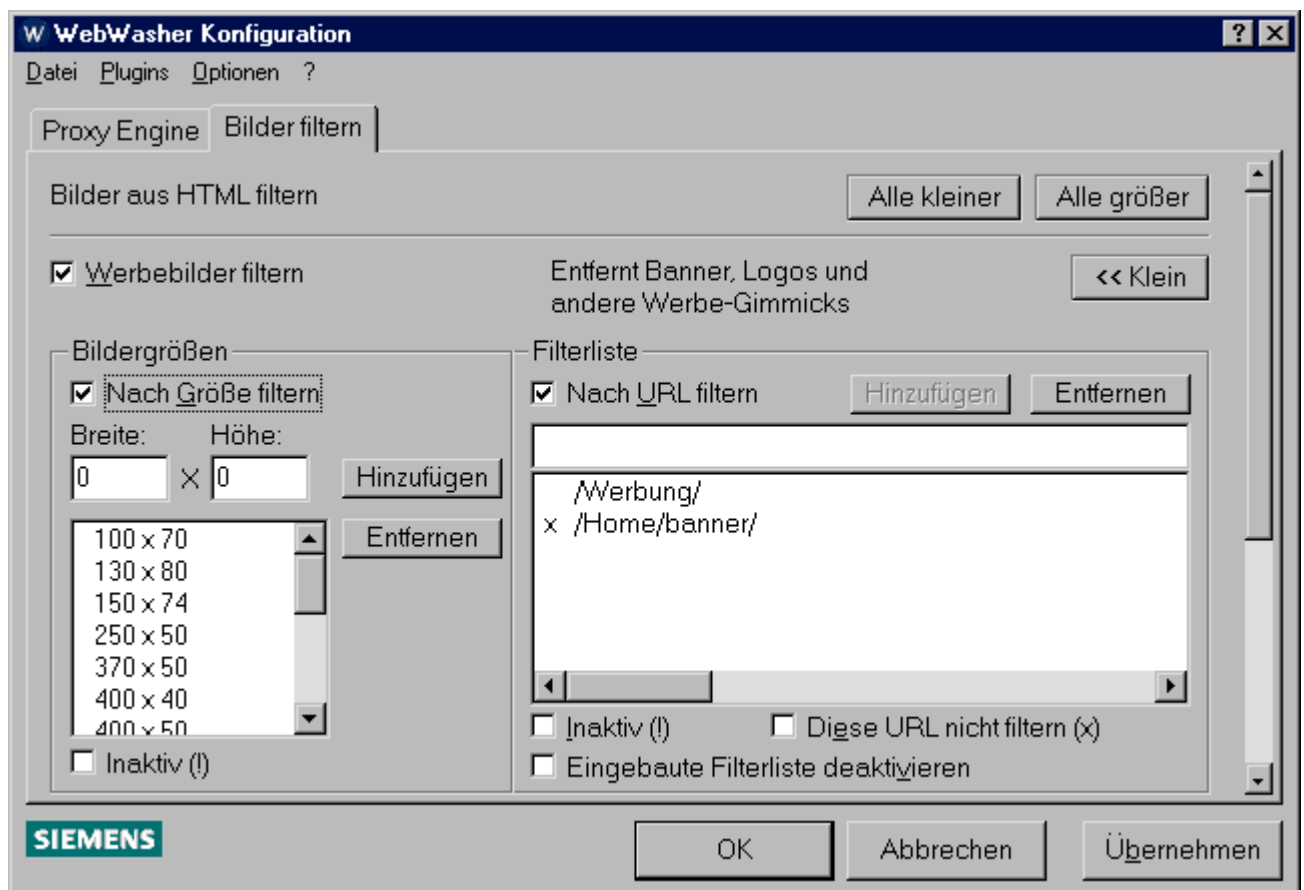 W WebWasher Konfiguration ? X
Datei Plugins Optionen ?
Proxy Engine Bilder filtern
Bilder aus HTML filtern Alle kleiner Alle größer
Werbebilder filtern Entfernt Banner, Logos und << Klein
andere Werbe-Gimmicks
Bildergrößen Filterliste
Nach Größe filtern Nach URL filtern Hinzufügen Entfernen
Breite: Höhe:
0 X 0 Hinzufügen
/Werbung/
x /Home/banner/
100 x 70 Entfernen
130 x 80
150 x 74
250 x 50
370 x 50
400 x 40
400 x 50
Inaktiv (!) Diese URL nicht filtern (x)
Inaktiv (!) Eingebaute Filterliste deaktivieren
SIEMENS OK Abbrechen Übernehmen